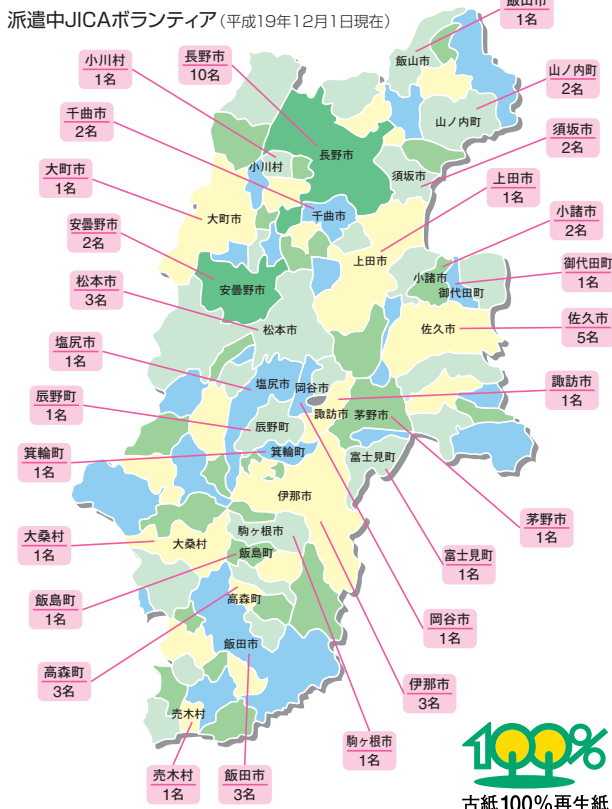 派遣中JICAボランティア(平成19年12月1日現在)
飯山市
1名
小川村
1名
長野市
10名
山ノ内町
2名
千曲市
2名
須坂市
2名
大町市
1名
上田市
1名
安曇野市
2名
小諸市
2名
松本市
3名
御代田町
1名
塩尻市
1名
佐久市
5名
辰野町
1名
諏訪市
1名
箕輪町
1名
茅野市
1名
大桑村
1名
富士見町
1名
飯島町
1名
岡谷市
1名
高森町
3名
伊那市
3名
駒ヶ根市
1名
売木村
1名
飯田市
3名
飯山市
山ノ内町
長野市
小川村
須坂市
千曲市
大町市
上田市
小諸市
御代田町
安曇野市
松本市
佐久市
塩尻市
岡谷市
諏訪市
茅野市
辰野町
箕輪町
富士見町
伊那市
駒ヶ根市
大桑村
飯島町
高森町
飯田市
売木村
100%
古紙100%再生紙